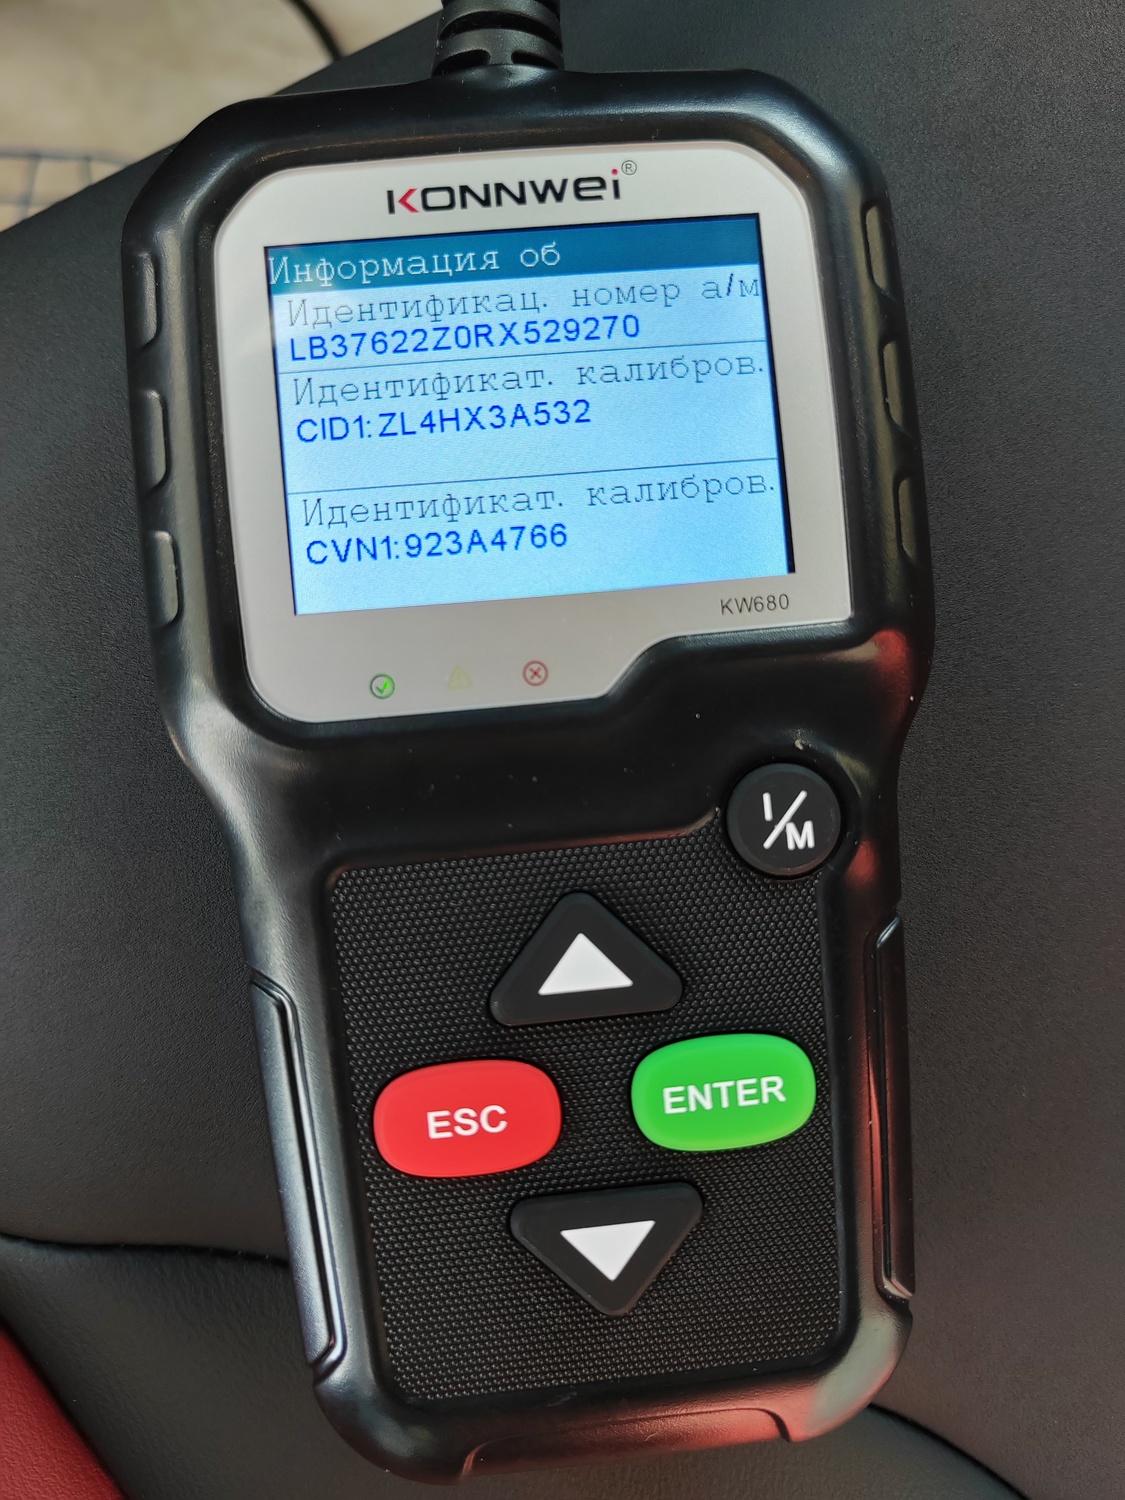 KONNWEI®
Информация об
Идентификац. номер а/м
LB37622Z0RX529270
Идентификат. калибров.
CID1:ZL4HX3A532
Идентификат. калибров.
CVN1:923A4766
KW680
I/M
ESC
ENTER